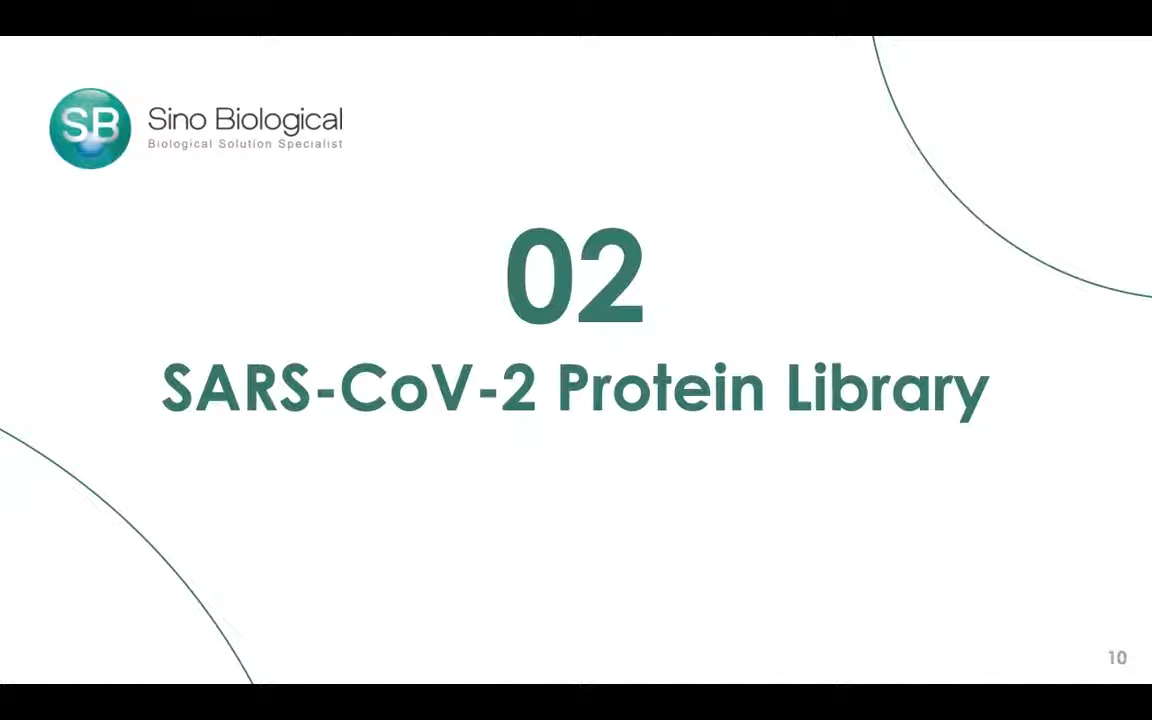 SB
Sino Biological
Biological Solution Specialist
02
SARS-CoV-2 Protein Library
10